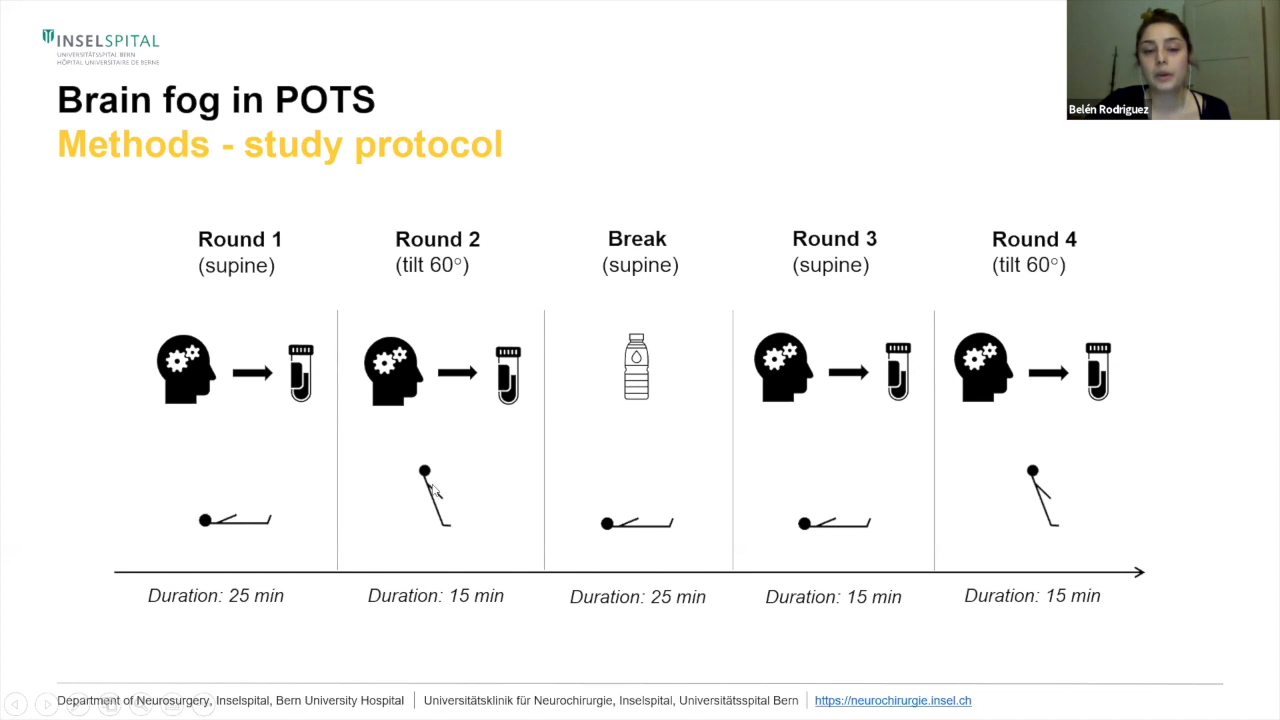 INSELSPITAL
UNIVERSITÄTSSPITAL BERN
HÔPITAL UNIVERSITAIRE DE BERNE
Belén Rodriguez
Brain fog in POTS
Methods - study protocol
Round 1
(supine)
Round 2
(tilt 60°)
Break
(supine)
Round 3
(supine)
Round 4
(tilt 60°)
Duration: 25 min
Duration: 15 min
Duration: 25 min
Duration: 15 min
Duration: 15 min
Department of Neurosurgery, Inselspital, Bern University Hospital
Universitätsklinik für Neurochirurgie, Inselspital, Universitätsspital Bern
https://neurochirurgie.insel.ch